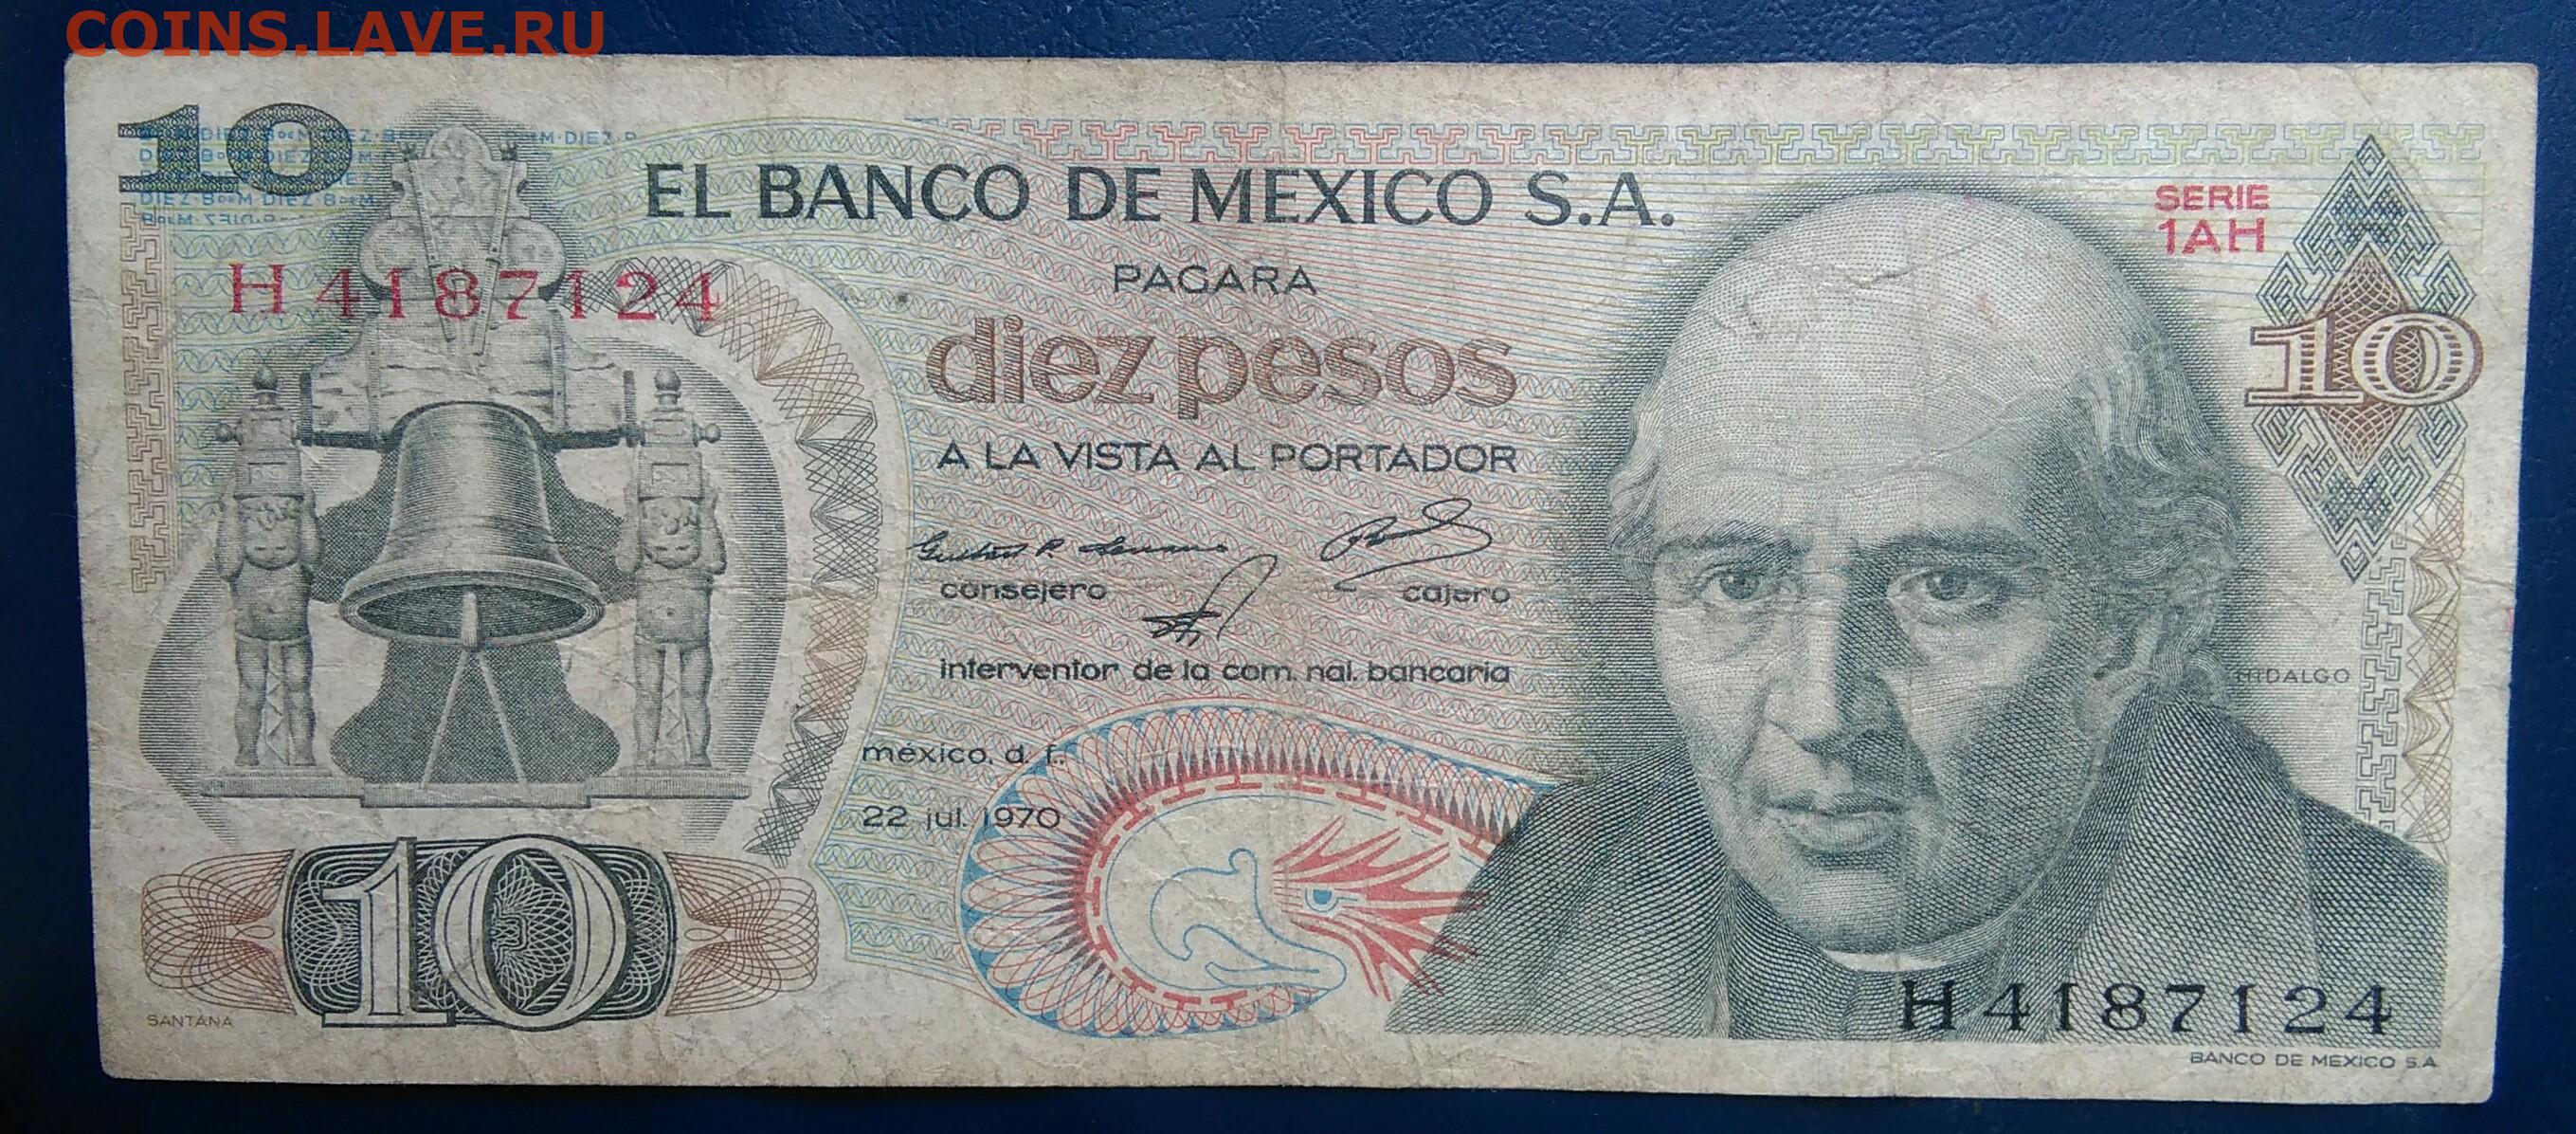 COINS.LAVE.RU
10
EL BANCO DE MEXICO S.A.
SERIE
1AH
H 4187124
PAGARA
diez pesos
10
A LA VISTA AL PORTADOR
consejero
cajero
interventor de la com. nal. bancaria
HIDALGO
méxico, d. f.
22 jul. 1970
10
SANTANA
H 4187124
BANCO DE MEXICO S.A.